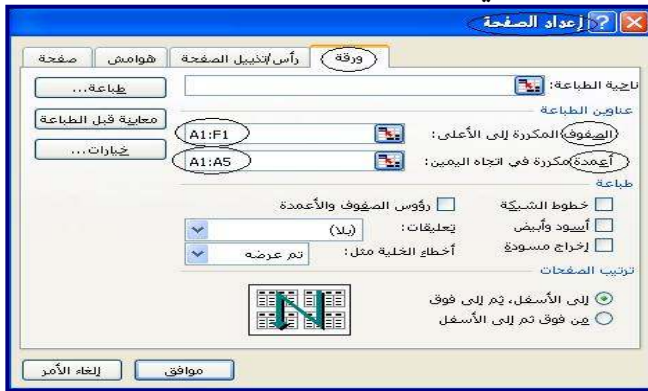 إعداد الصفحة
صفحة
هوامش
رأس/تذييل الصفحة
ورقة
ناحية الطباعة:
طباعة...
عناوين الطباعة
معاينة قبل الطباعة
الصفوف المكررة إلى الأعلى:
A1:F1
خيارات...
أعمدة مكررة في اتجاه اليمين:
A1:A5
طباعة
خطوط الشبكة
رؤوس الصفوف والأعمدة
أسود وأبيض
تعليقات:
(بلا)
إخراج مسودة
أخطاء الخلية مثل:
تم عرضه
ترتيب الصفحات
إلى الأسفل، ثم إلى فوق
من فوق ثم إلى الأسفل
موافق
إلغاء الأمر